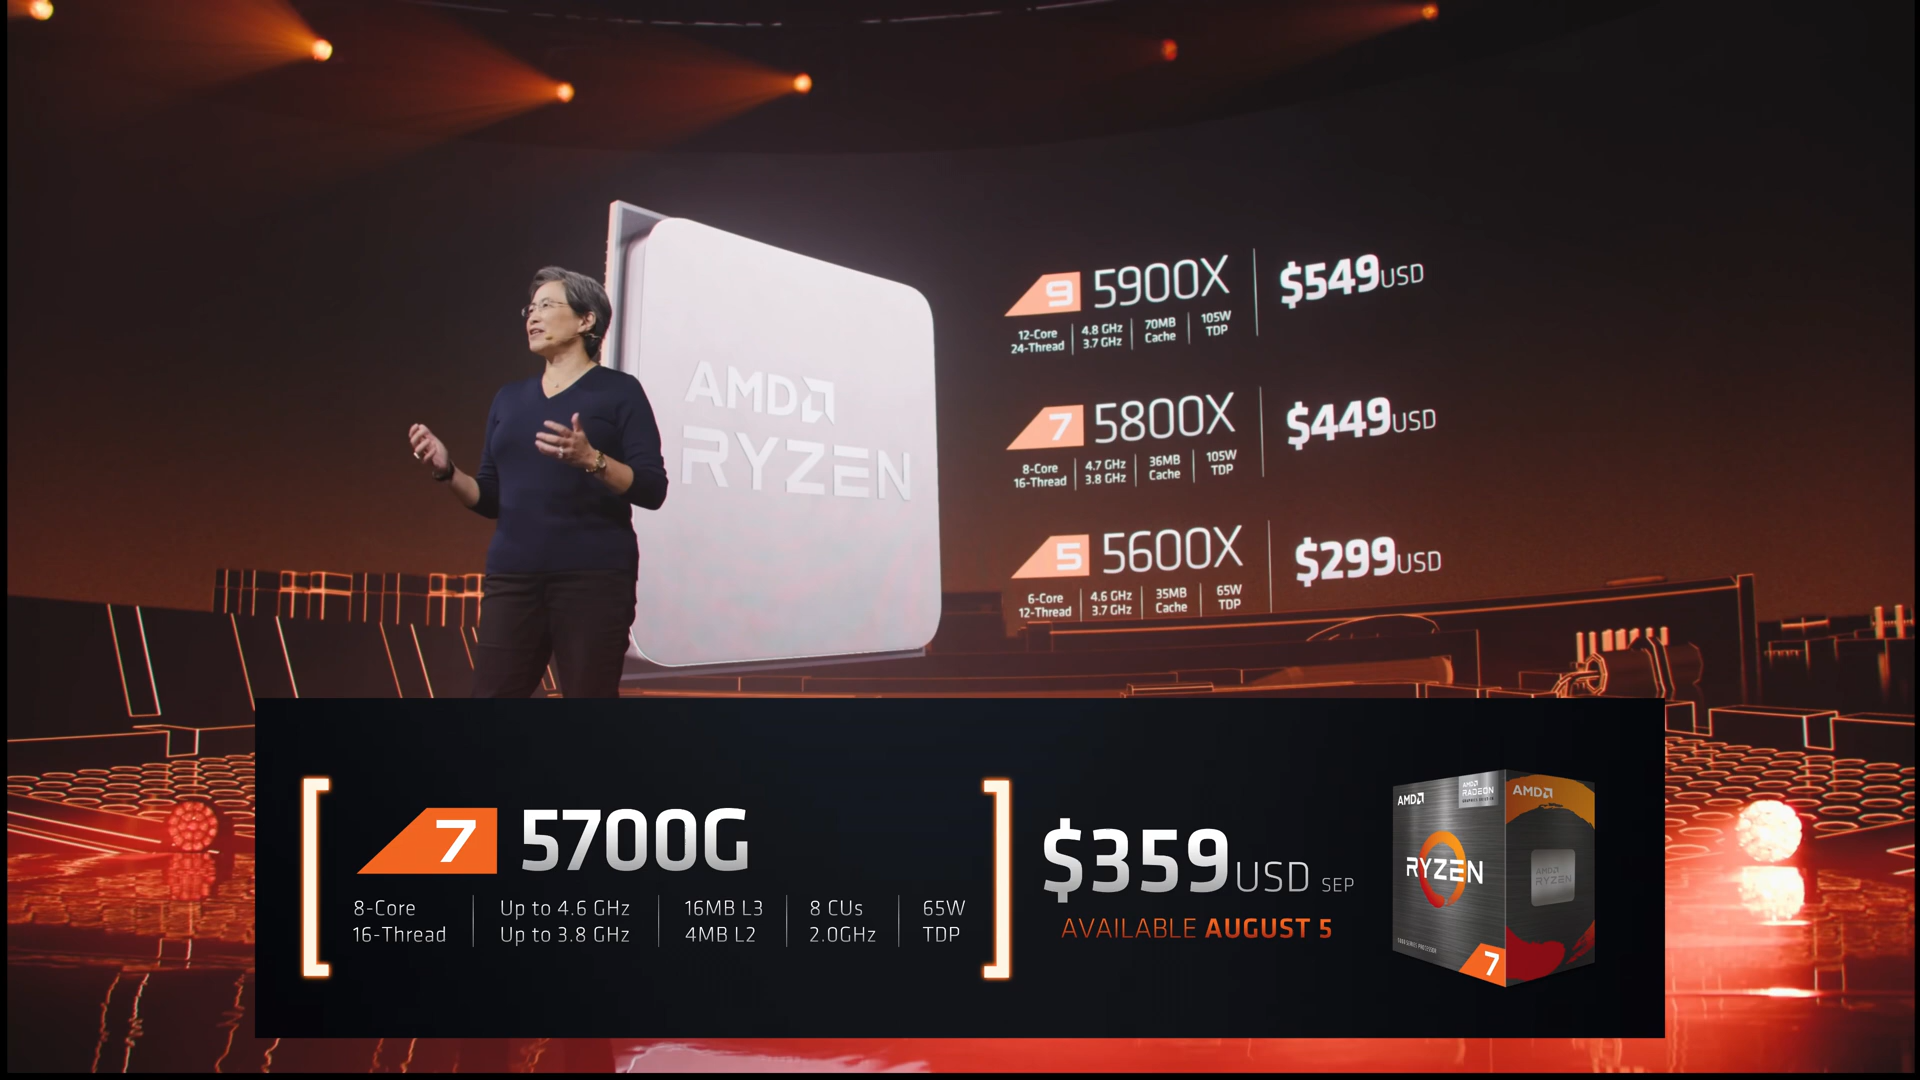 AMD
RYZEN
9 5900X $549USD
12-Core 24-Thread
4.8 GHz 3.7 GHz
70MB Cache
105W TDP
7 5800X $449USD
8-Core 16-Thread
4.7 GHz 3.8 GHz
36MB Cache
105W TDP
5 5600X $299USD
6-Core 12-Thread
4.6 GHz 3.7 GHz
35MB Cache
65W TDP
7 5700G
8-Core
16-Thread
Up to 4.6 GHz
Up to 3.8 GHz
16MB L3
4MB L2
8 CUs
2.0GHz
65W
TDP
$359USD SEP
AVAILABLE AUGUST 5
AMD
AMD
RADEON
AMD
RYZEN
AMD
RYZEN
7